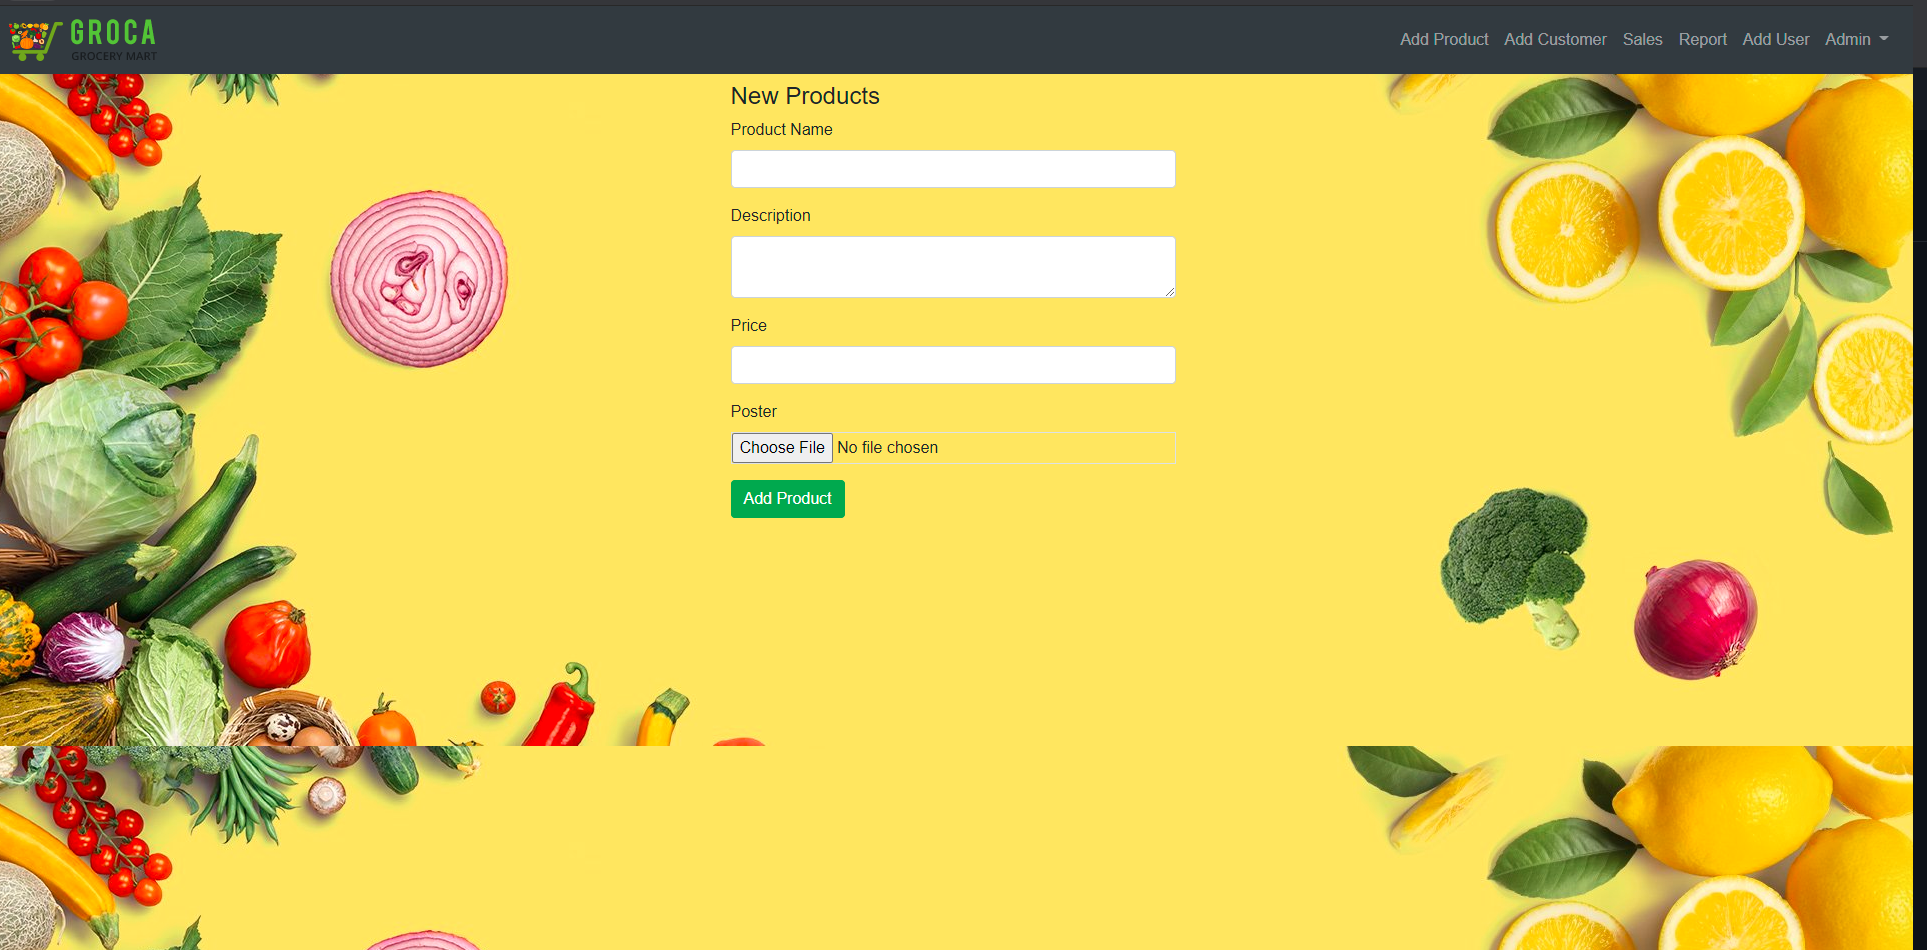 GROCA
GROCERY MART
Add Product Add Customer Sales Report Add User Admin
New Products
Product Name
Description
Price
Poster
Choose File No file chosen
Add Product